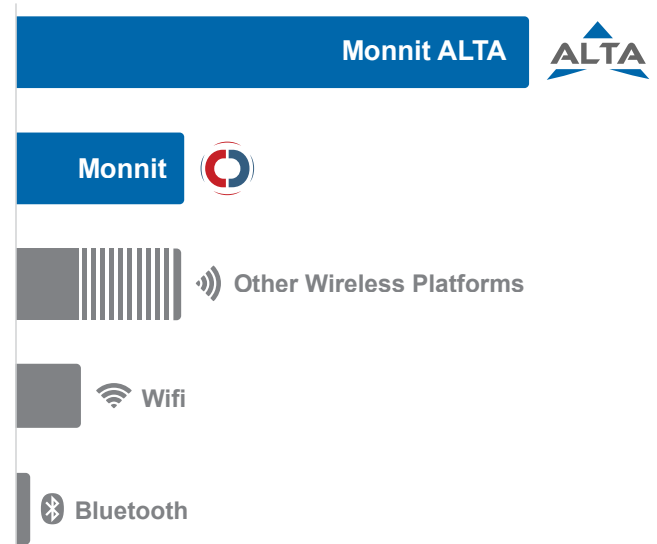 Monnit ALTA
ALTA
Monnit
Other Wireless Platforms
Wifi
Bluetooth